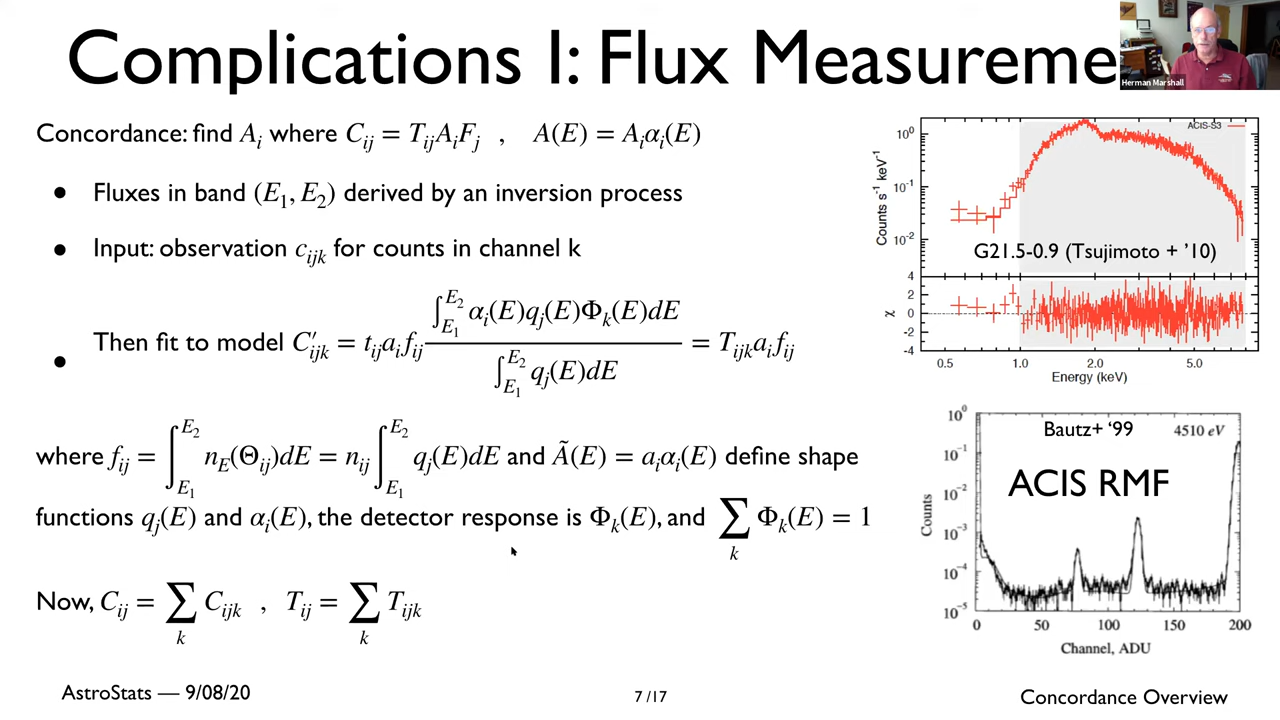 Complications I: Flux Measureme
Herman Marshall
Concordance: find A_i where C_ij = T_ij A_i F_j , A(E) = A_i α_i(E)
• Fluxes in band (E_1, E_2) derived by an inversion process
• Input: observation c_ijk for counts in channel k
• Then fit to model C′_ijk = t_ij a_i f_ij ∫_{E_1}^{E_2} α_i(E)q_j(E)Φ_k(E)dE / ∫_{E_1}^{E_2} q_j(E)dE = T_ijk a_i f_ij
where f_ij = ∫_{E_1}^{E_2} n_E(Θ_ij)dE = n_ij ∫_{E_1}^{E_2} q_j(E)dE and Ã(E) = a_i α_i(E) define shape
functions q_j(E) and α_i(E), the detector response is Φ_k(E), and ∑_k Φ_k(E) = 1
Now, C_ij = ∑_k C_ijk , T_ij = ∑_k T_ijk
ACIS-S3
Counts s^-1 keV^-1
10^0
10^-1
10^-2
G21.5-0.9 (Tsujimoto + '10)
χ
4
2
0
-2
-4
0.5 1.0 2.0 5.0
Energy (keV)
Bautz+ '99
4510 eV
ACIS RMF
Counts
10^0
10^-1
10^-2
10^-3
10^-4
10^-5
0 50 100 150 200
Channel, ADU
AstroStats — 9/08/20
7 /17
Concordance Overview